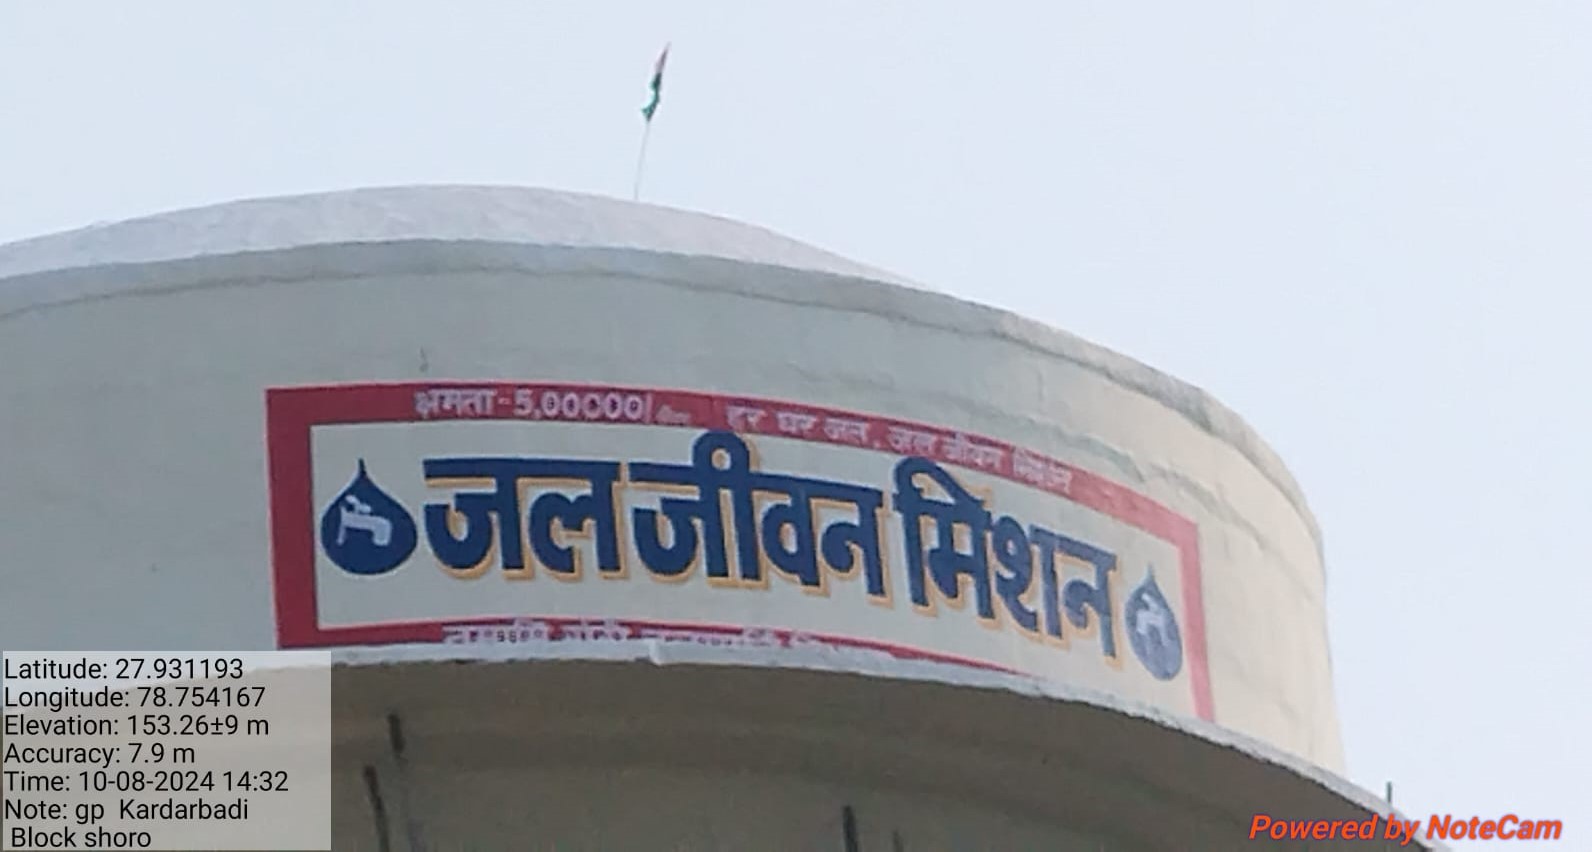 क्षमता - 5,00000/ हर घर जल, जल जीवन मिशन
जल जीवन मिशन
Latitude: 27.931193
Longitude: 78.754167
Elevation: 153.26±9 m
Accuracy: 7.9 m
Time: 10-08-2024 14:32
Note: gp Kardarbadi
Block shoro
Powered by NoteCam